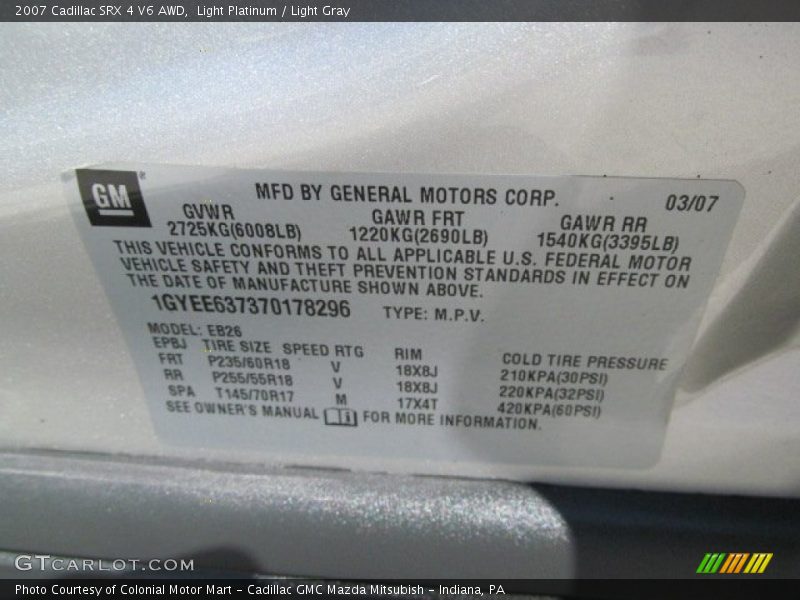 2007 Cadillac SRX 4 V6 AWD,  Light Platinum / Light Gray
GM
MFD BY GENERAL MOTORS CORP. 03/07
GVWR GAWR FRT GAWR RR
2725KG(6008LB) 1220KG(2690LB) 1540KG(3395LB)
THIS VEHICLE CONFORMS TO ALL APPLICABLE U.S. FEDERAL MOTOR
VEHICLE SAFETY AND THEFT PREVENTION STANDARDS IN EFFECT ON
THE DATE OF MANUFACTURE SHOWN ABOVE.
1GYEE637370178296 TYPE: M.P.V.
MODEL: EB26
EPBJ TIRE SIZE SPEED RTG RIM COLD TIRE PRESSURE
FRT P235/60R18 V 18X8J 210KPA(30PSI)
RR P255/55R18 V 18X8J 220KPA(32PSI)
SPA T145/70R17 M 17X4T 420KPA(60PSI)
SEE OWNER'S MANUAL i FOR MORE INFORMATION.
GTCARLOT.COM
Photo Courtesy of Colonial Motor Mart - Cadillac GMC Mazda Mitsubish - Indiana, PA